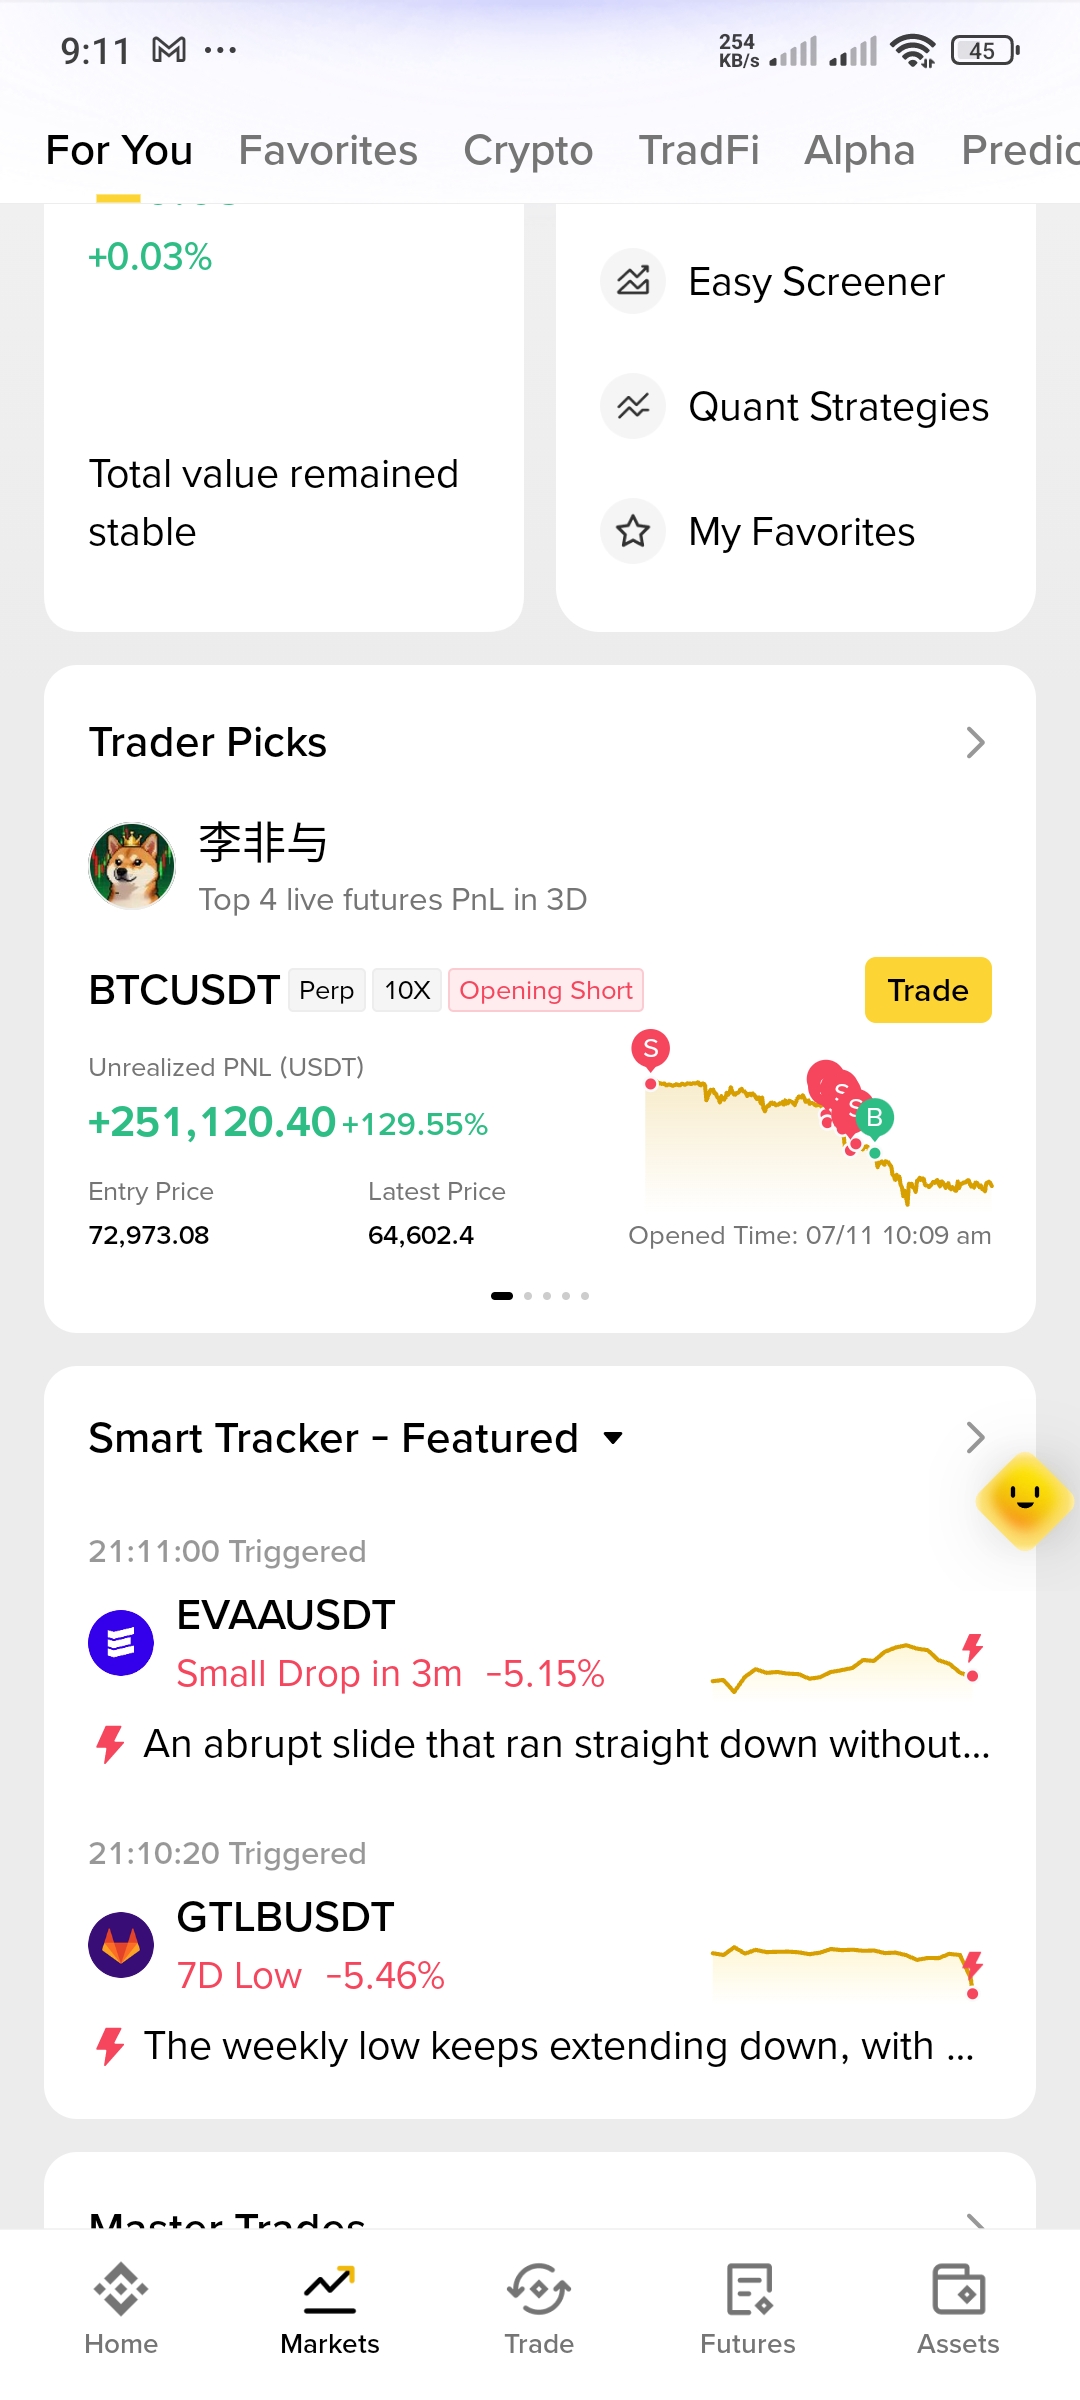 9:11
254
KB/s
45
For You Favorites Crypto TradFi Alpha Predic
+0.03%
Total value remained
stable
Easy Screener
Quant Strategies
My Favorites
Trader Picks
李非与
Top 4 live futures PnL in 3D
BTCUSDT Perp 10X Opening Short Trade
Unrealized PNL (USDT)
+251,120.40 +129.55%
Entry Price Latest Price
72,973.08 64,602.4
S
S
S
B
Opened Time: 07/11 10:09 am
Smart Tracker - Featured
21:11:00 Triggered
EVAAUSDT
Small Drop in 3m -5.15%
An abrupt slide that ran straight down without...
21:10:20 Triggered
GTLBUSDT
7D Low -5.46%
The weekly low keeps extending down, with ...
Master Trades
Home Markets Trade Futures Assets